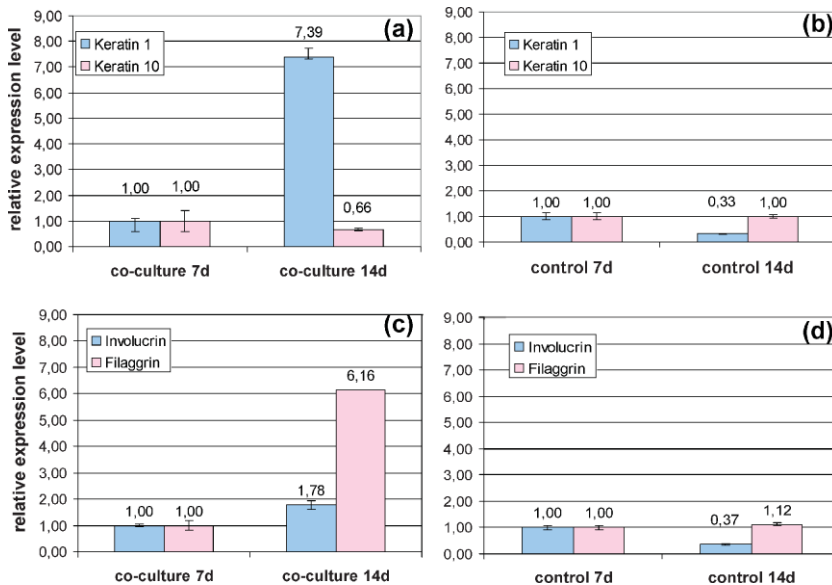 (a)
relative expression level
9,00
8,00
7,00
6,00
5,00
4,00
3,00
2,00
1,00
0,00
Keratin 1
Keratin 10
1,00
1,00
7,39
0,66
co-culture 7d
co-culture 14d
(b)
9,00
8,00
7,00
6,00
5,00
4,00
3,00
2,00
1,00
0,00
Keratin 1
Keratin 10
1,00
1,00
0,33
1,00
control 7d
control 14d
(c)
relative expression level
9,00
8,00
7,00
6,00
5,00
4,00
3,00
2,00
1,00
0,00
Involucrin
Filaggrin
1,00
1,00
1,78
6,16
co-culture 7d
co-culture 14d
(d)
9,00
8,00
7,00
6,00
5,00
4,00
3,00
2,00
1,00
0,00
Involucrin
Filaggrin
1,00
1,00
0,37
1,12
control 7d
control 14d